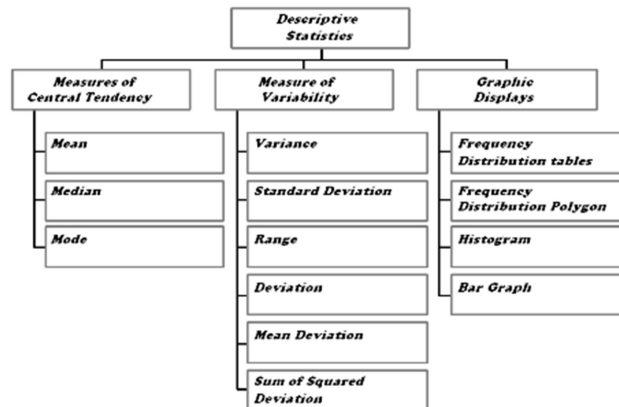 Descriptive
Statistics
Measures of
Central Tendency
Measure of
Variability
Graphic
Displays
Mean
Median
Mode
Variance
Standard Deviation
Range
Deviation
Mean Deviation
Sum of Squared
Deviation
Frequency
Distribution tables
Frequency
Distribution Polygon
Histogram
Bar Graph